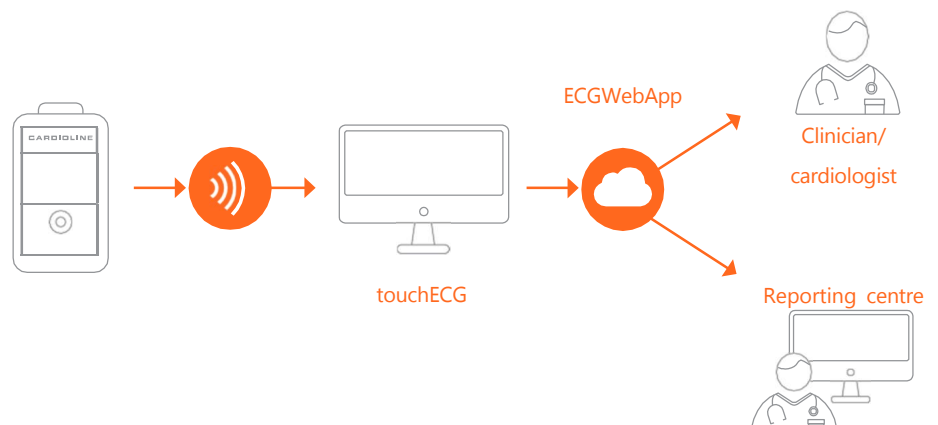 ECGWebApp
CARDIOLINE
Clinician/
cardiologist
touchECG
Reporting centre